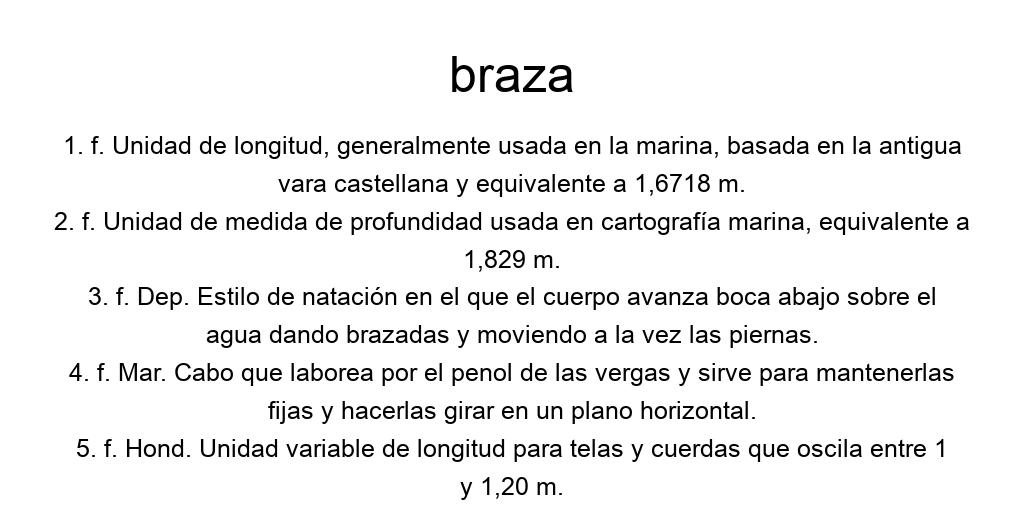 braza
1. f. Unidad de longitud, generalmente usada en la marina, basada en la antigua
vara castellana y equivalente a 1,6718 m.
2. f. Unidad de medida de profundidad usada en cartografía marina, equivalente a
1,829 m.
3. f. Dep. Estilo de natación en el que el cuerpo avanza boca abajo sobre el
agua dando brazadas y moviendo a la vez las piernas.
4. f. Mar. Cabo que laborea por el penol de las vergas y sirve para mantenerlas
fijas y hacerlas girar en un plano horizontal.
5. f. Hond. Unidad variable de longitud para telas y cuerdas que oscila entre 1
y 1,20 m.